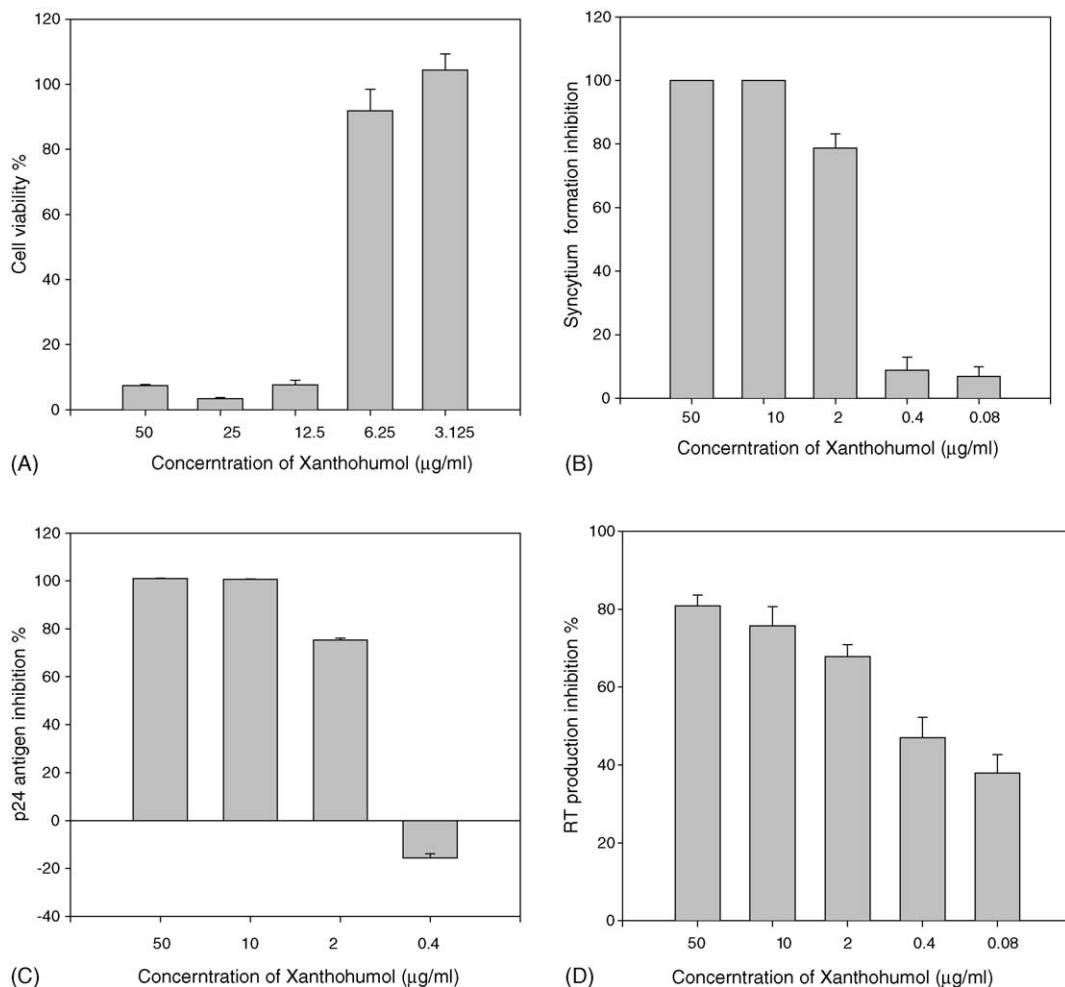 120
100
80
60
40
20
0
Cell viability %
50 25 12.5 6.25 3.125
Concerntration of Xanthohumol (μg/ml)
(A)
120
100
80
60
40
20
0
Syncytium formation inhibition
50 10 2 0.4 0.08
Concerntration of Xanthohumol (μg/ml)
(B)
120
100
80
60
40
20
0
-20
-40
p24 antigen inhibition %
50 10 2 0.4
Concerntration of Xanthohumol (μg/ml)
(C)
100
80
60
40
20
0
RT production inhibition %
50 10 2 0.4 0.08
Concerntration of Xanthohumol (μg/ml)
(D)